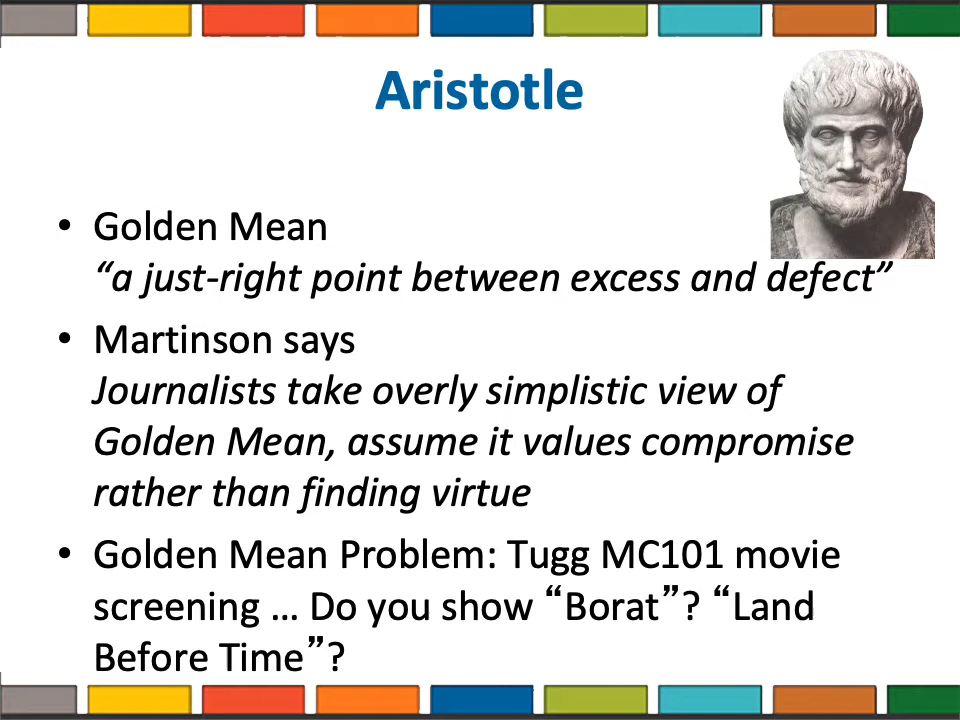 Aristotle
• Golden Mean
“a just-right point between excess and defect”
• Martinson says
Journalists take overly simplistic view of
Golden Mean, assume it values compromise
rather than finding virtue
• Golden Mean Problem: Tugg MC101 movie
screening … Do you show “Borat”? “Land
Before Time”?